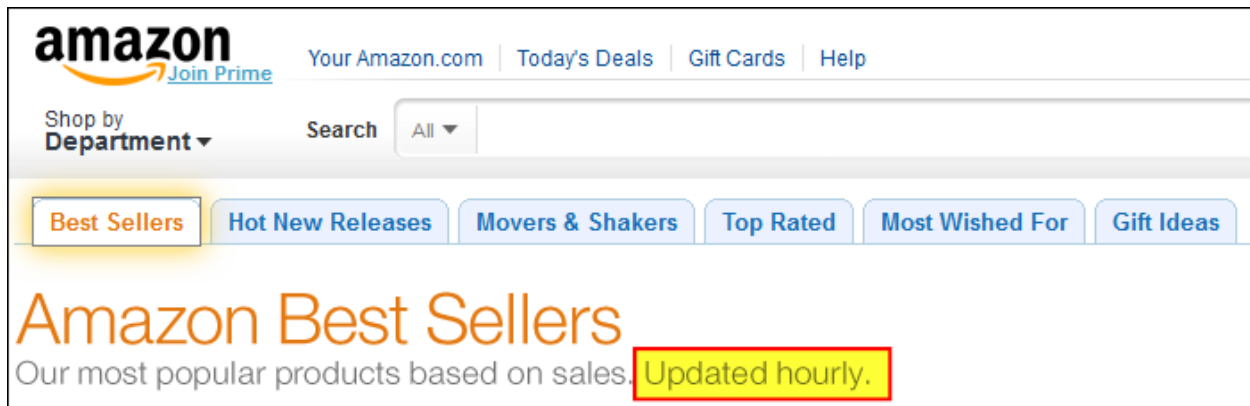 amazon
Join Prime
Your Amazon.com Today's Deals Gift Cards Help
Shop by
Department
Search All
Best Sellers Hot New Releases Movers & Shakers Top Rated Most Wished For Gift Ideas
Amazon Best Sellers
Our most popular products based on sales. Updated hourly.